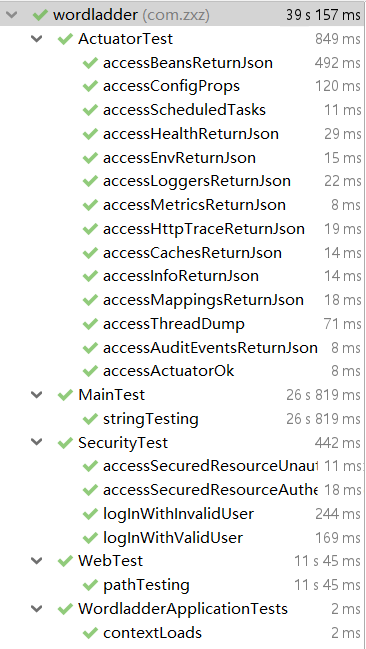 wordladder (com.zxz) 39 s 157 ms
ActuatorTest 849 ms
accessBeansReturnJson 492 ms
accessConfigProps 120 ms
accessScheduledTasks 11 ms
accessHealthReturnJson 29 ms
accessEnvReturnJson 15 ms
accessLoggersReturnJson 22 ms
accessMetricsReturnJson 8 ms
accessHttpTraceReturnJson 19 ms
accessCachesReturnJson 14 ms
accessInfoReturnJson 14 ms
accessMappingsReturnJson 18 ms
accessThreadDump 71 ms
accessAuditEventsReturnJson 8 ms
accessActuatorOk 8 ms
MainTest 26 s 819 ms
stringTesting 26 s 819 ms
SecurityTest 442 ms
accessSecuredResourceUnaut 11 ms
accessSecuredResourceAuthe 18 ms
logInWithInvalidUser 244 ms
logInWithValidUser 169 ms
WebTest 11 s 45 ms
pathTesting 11 s 45 ms
WordladderApplicationTests 2 ms
contextLoads 2 ms